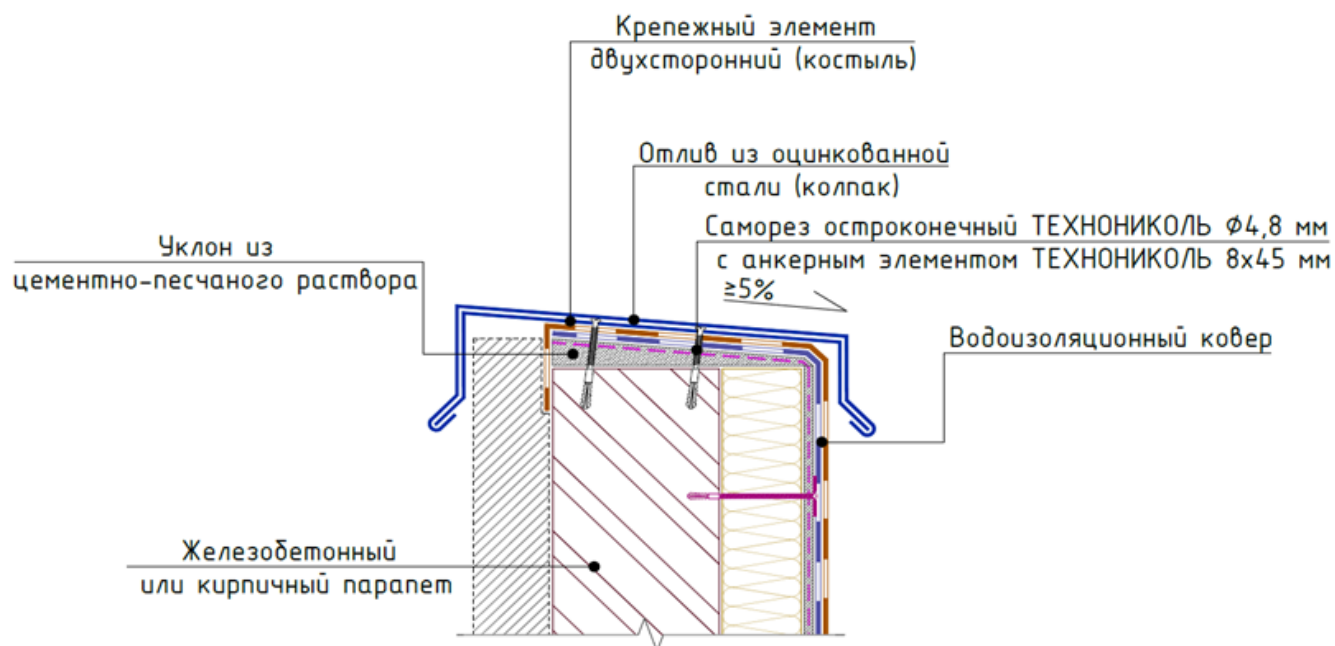 Крепежный элемент
двухсторонний (костыль)
Отлив из оцинкованной
стали (колпак)
Саморез остроконечный ТЕХНОНИКОЛЬ Ø4,8 мм
с анкерным элементом ТЕХНОНИКОЛЬ 8х45 мм
Уклон из
цементно-песчаного раствора
≥5%
Водоизоляционный ковер
Железобетонный
или кирпичный парапет